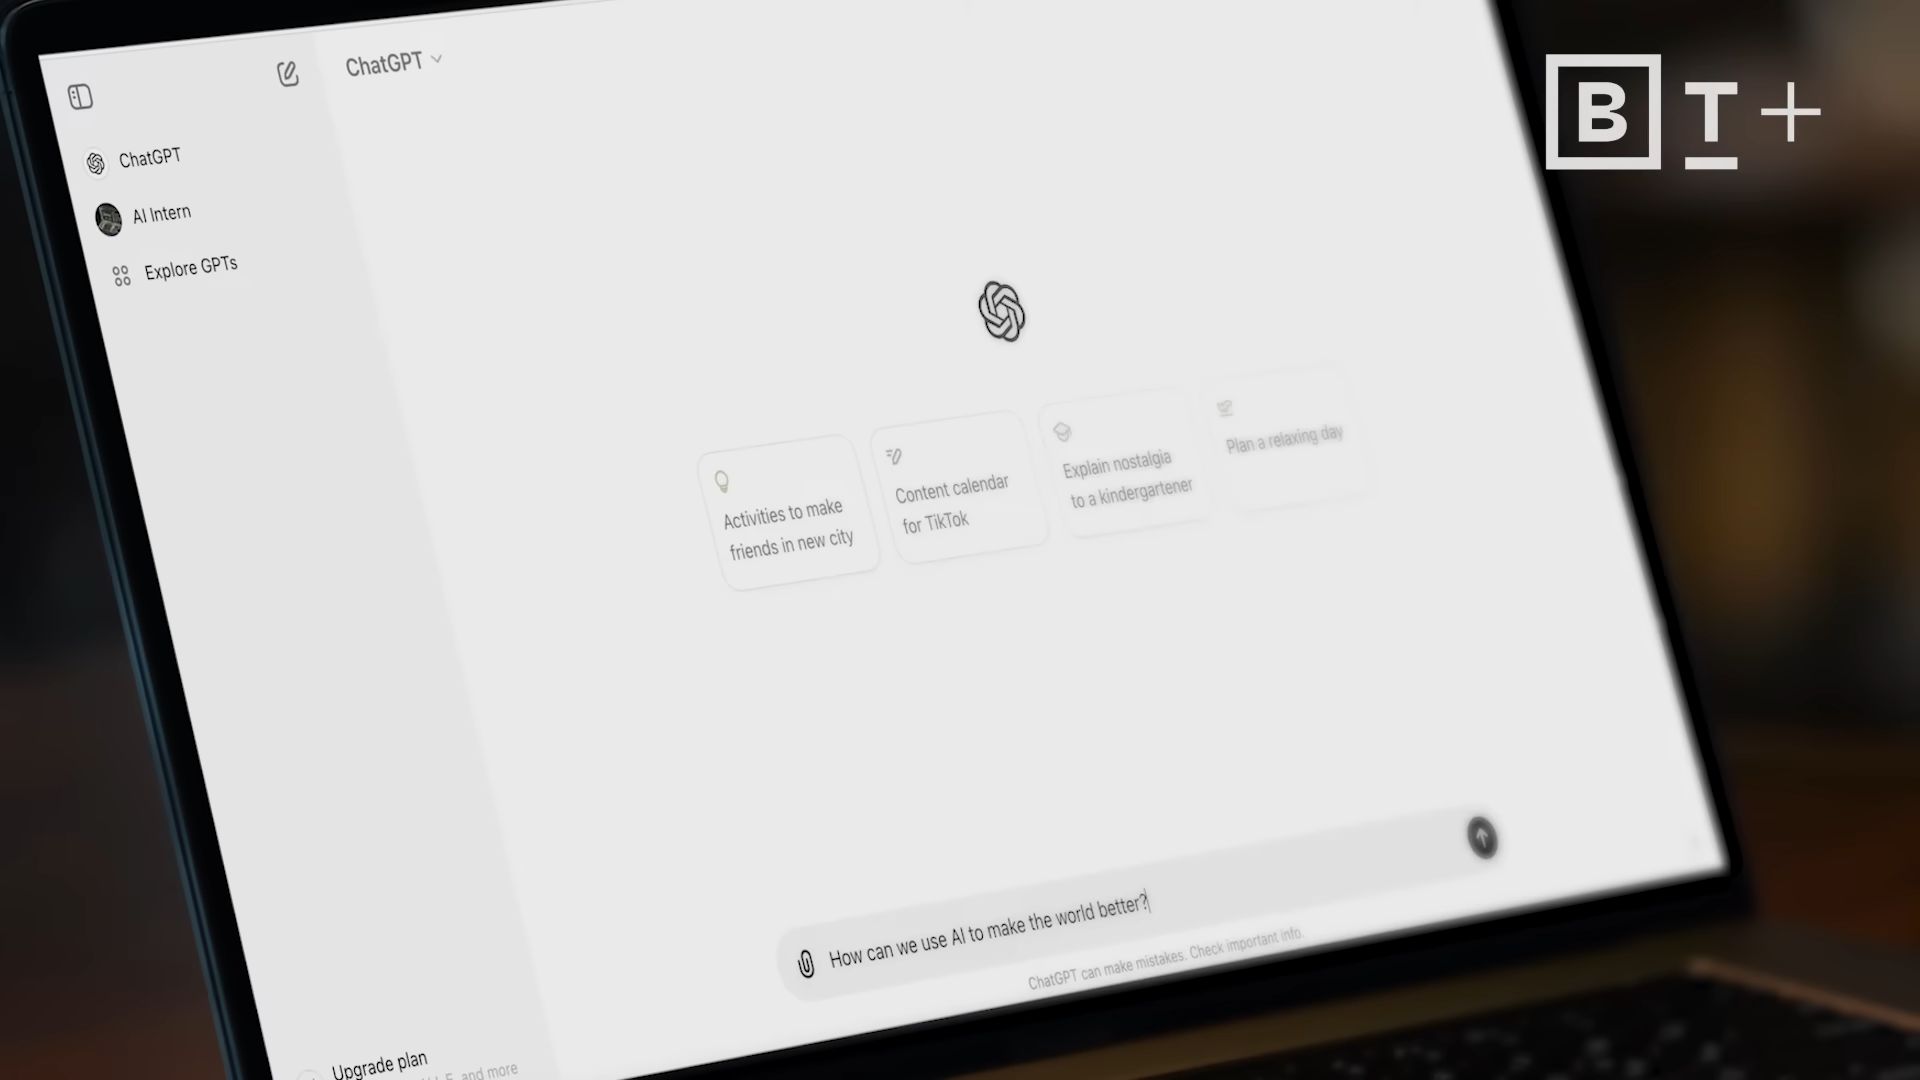 ChatGPT
BT+
ChatGPT
AI Intern
Explore GPTs
Activities to make
friends in new city
Content calendar
for TikTok
Explain nostalgia
to a kindergartener
Plan a relaxing day
How can we use AI to make the world better?
ChatGPT can make mistakes. Check important info.
Upgrade plan
and more